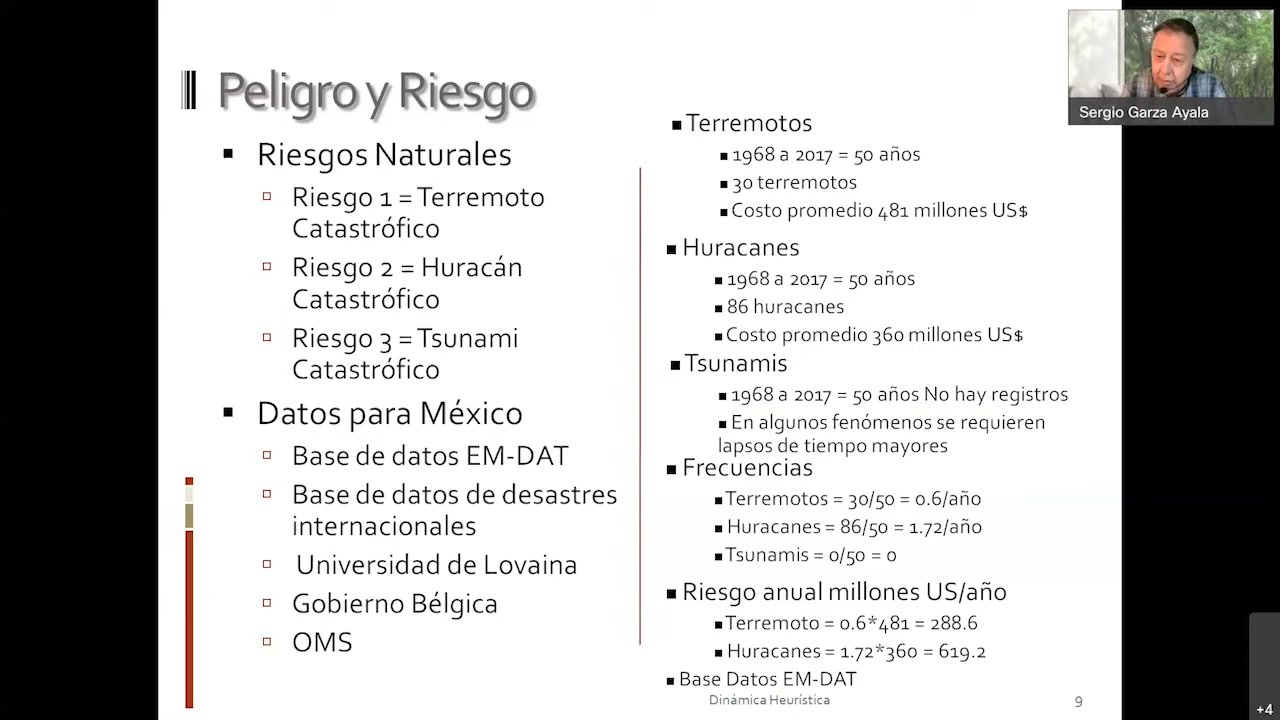 Peligro y Riesgo
▪ Riesgos Naturales
▫ Riesgo 1 = Terremoto
Catastrófico
▫ Riesgo 2 = Huracán
Catastrófico
▫ Riesgo 3 = Tsunami
Catastrófico
▪ Datos para México
▫ Base de datos EM-DAT
▫ Base de datos de desastres
internacionales
▫ Universidad de Lovaina
▫ Gobierno Bélgica
▫ OMS
▪ Terremotos
▪ 1968 a 2017 = 50 años
▪ 30 terremotos
▪ Costo promedio 481 millones US$
▪ Huracanes
▪ 1968 a 2017 = 50 años
▪ 86 huracanes
▪ Costo promedio 360 millones US$
▪ Tsunamis
▪ 1968 a 2017 = 50 años No hay registros
▪ En algunos fenómenos se requieren
lapsos de tiempo mayores
▪ Frecuencias
▪ Terremotos = 30/50 = 0.6/año
▪ Huracanes = 86/50 = 1.72/año
▪ Tsunamis = 0/50 = 0
▪ Riesgo anual millones US/año
▪ Terremoto = 0.6*481 = 288.6
▪ Huracanes = 1.72*360 = 619.2
▪ Base Datos EM-DAT
Dinámica Heurística
9
Sergio Garza Ayala
+4